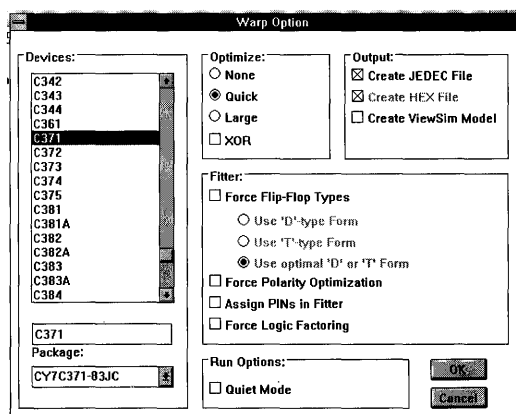 Warp Option
Devices:
C342
C343
C344
C361
C371
C372
C373
C374
C375
C381
C381A
C382
C382A
C383
C383A
C384
C371
Package:
CY7C371-83JC
Optimize:
None
Quick
Large
XOR
Output:
Create JEDEC File
Create HEX File
Create ViewSim Model
Fitter:
Force Flip-Flop Types
Use 'D'-type Form
Use 'T'-type Form
Use optimal 'D' or 'T' Form
Force Polarity Optimization
Assign PINs in Fitter
Force Logic Factoring
Run Options:
Quiet Mode
OK
Cancel